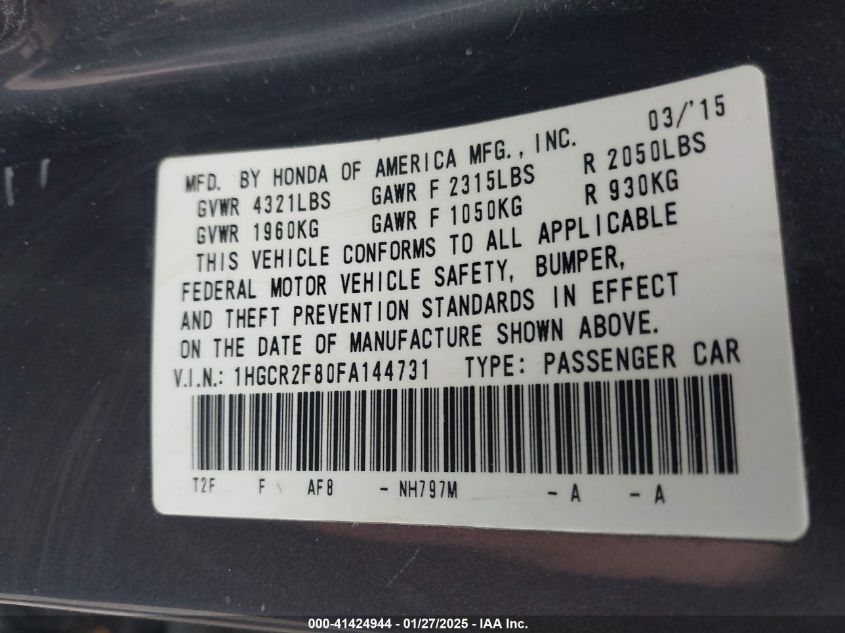 03/'15
MFD. BY HONDA OF AMERICA MFG., INC.
GVWR 4321LBS GAWR F 2315LBS R 2050LBS
GVWR 1960KG GAWR F 1050KG R 930KG
THIS VEHICLE CONFORMS TO ALL APPLICABLE
FEDERAL MOTOR VEHICLE SAFETY, BUMPER,
AND THEFT PREVENTION STANDARDS IN EFFECT
ON THE DATE OF MANUFACTURE SHOWN ABOVE.
V.I.N.: 1HGCR2F80FA144731 TYPE: PASSENGER CAR
T2F F AF8 - NH797M - A - A
000-41424944 - 01/27/2025 - IAA Inc.